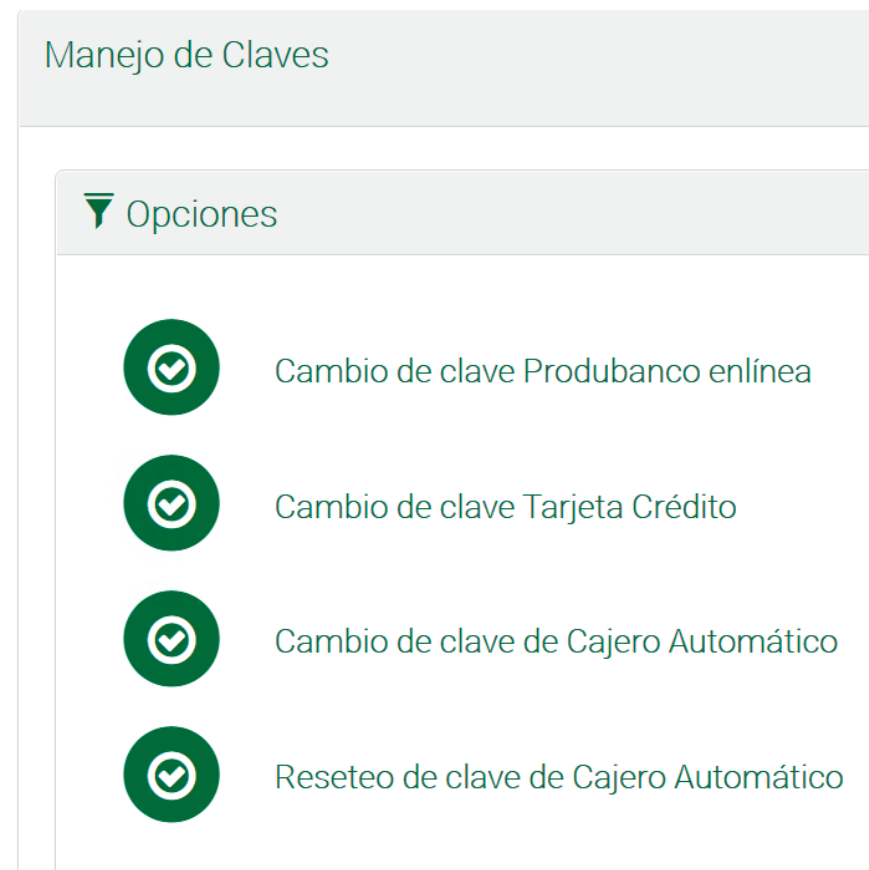 Manejo de Claves
Opciones
Cambio de clave Produbanco enlínea
Cambio de clave Tarjeta Crédito
Cambio de clave de Cajero Automático
Reseteo de clave de Cajero Automático